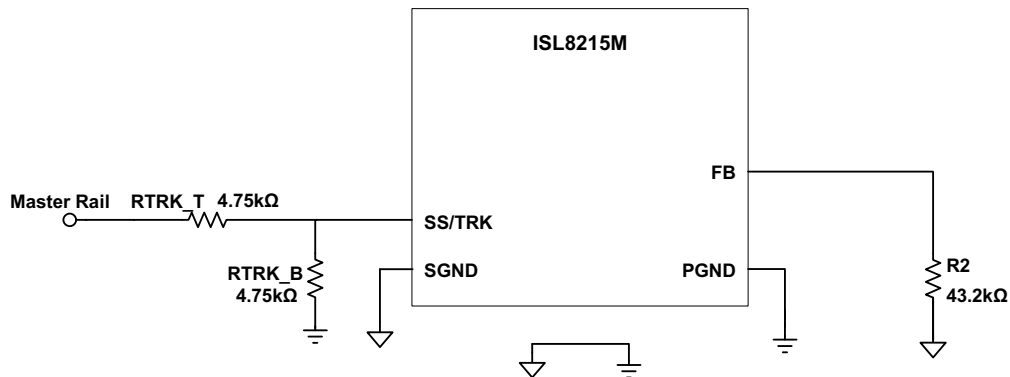 ISL8215M
FB
Master Rail
RTRK_T 4.75kΩ
SS/TRK
RTRK_B
4.75kΩ
SGND
PGND
R2
43.2kΩ